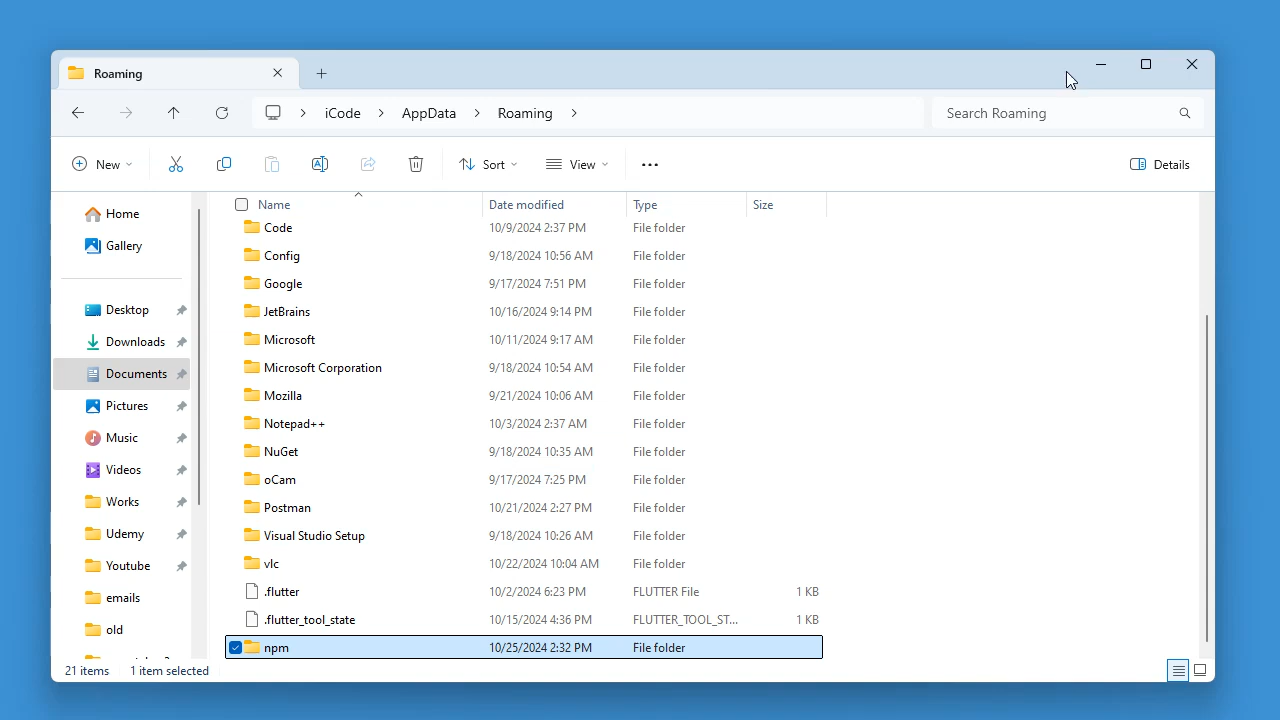 Roaming
iCode > AppData > Roaming >
Search Roaming
New
Sort
View
Details
Home
Gallery
Desktop
Downloads
Documents
Pictures
Music
Videos
Works
Udemy
Youtube
emails
old
Name Date modified Type Size
Code 10/9/2024 2:37 PM File folder
Config 9/18/2024 10:56 AM File folder
Google 9/17/2024 7:51 PM File folder
JetBrains 10/16/2024 9:14 PM File folder
Microsoft 10/11/2024 9:17 AM File folder
Microsoft Corporation 9/18/2024 10:54 AM File folder
Mozilla 9/21/2024 10:06 AM File folder
Notepad++ 10/3/2024 2:37 AM File folder
NuGet 9/18/2024 10:35 AM File folder
oCam 9/17/2024 7:25 PM File folder
Postman 10/21/2024 2:27 PM File folder
Visual Studio Setup 9/18/2024 10:26 AM File folder
vlc 10/22/2024 10:04 AM File folder
.flutter 10/2/2024 6:23 PM FLUTTER File 1 KB
.flutter_tool_state 10/15/2024 4:36 PM FLUTTER_TOOL_ST... 1 KB
npm 10/25/2024 2:32 PM File folder
21 items 1 item selected